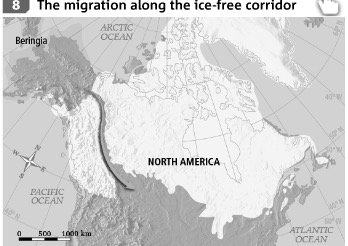 8 The migration along the ice-free corridor
ARCTIC
OCEAN
Beringia
N
E
W
S
NORTH AMERICA
PACIFIC
OCEAN
0 500 1000 km
ATLANTIC
OCEAN